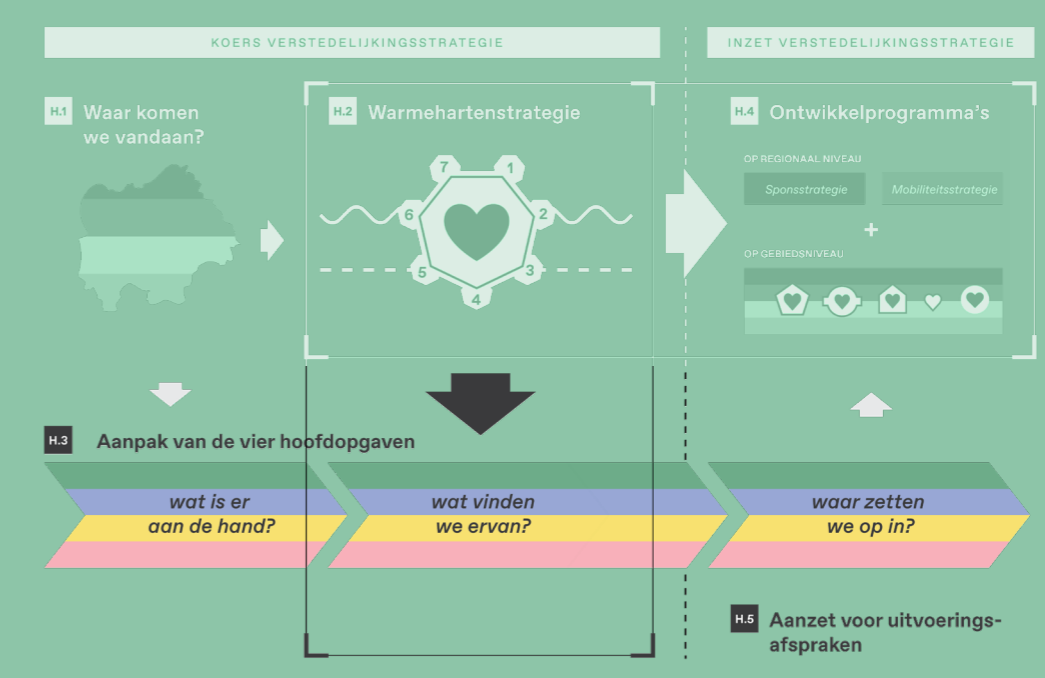 KOERS VERSTEDELIJKINGSSTRATEGIE
INZET VERSTEDELIJKINGSSTRATEGIE
H.1 Waar komen
we vandaan?
H.2 Warmehartenstrategie
7
1
6
2
5
3
4
H.4 Ontwikkelprogramma's
OP REGIONAAL NIVEAU
Sponsstrategie
Mobiliteitsstrategie
+
OP GEBIEDSNIVEAU
H.3 Aanpak van de vier hoofdopgaven
wat is er
aan de hand?
wat vinden
we ervan?
waar zetten
we op in?
H.5 Aanzet voor uitvoerings-
afspraken